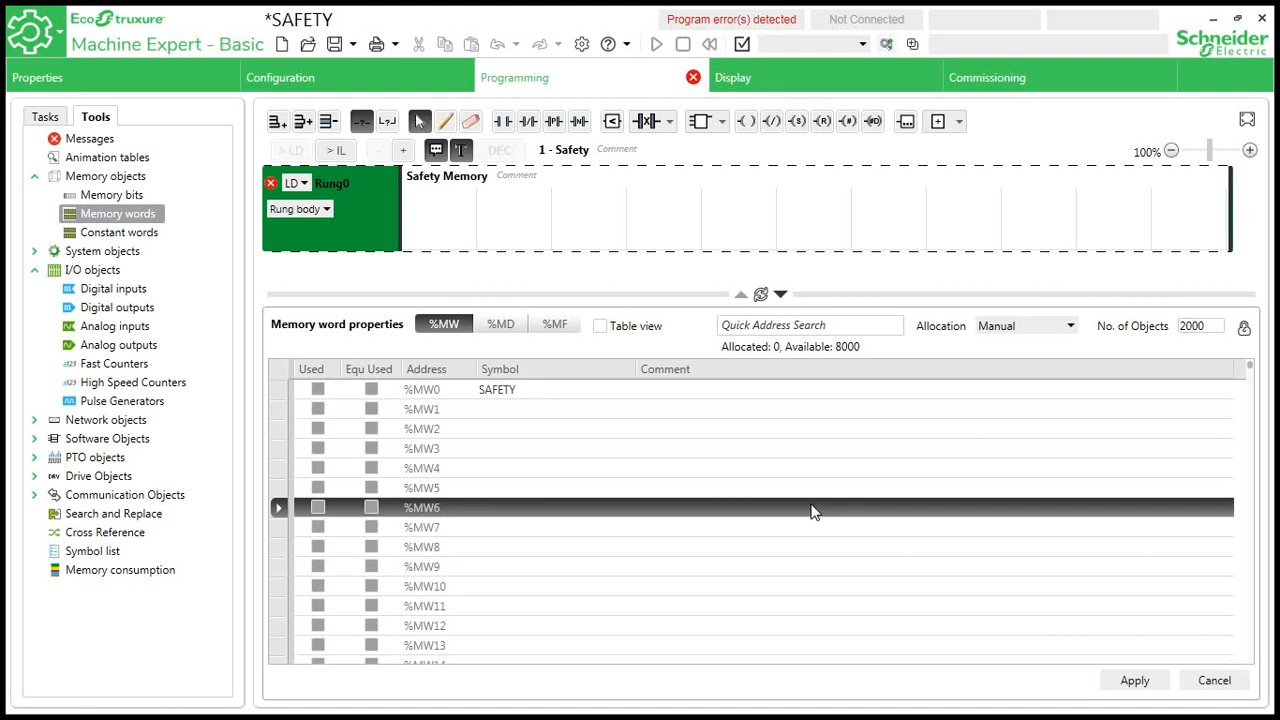 EcoStruxure
Machine Expert - Basic
*SAFETY
Program error(s) detected
Not Connected
Schneider
Electric
Properties
Configuration
Programming
Display
Commissioning
Tasks
Tools
Messages
Animation tables
Memory objects
Memory bits
Memory words
Constant words
System objects
I/O objects
Digital inputs
Digital outputs
Analog inputs
Analog outputs
Fast Counters
High Speed Counters
Pulse Generators
Network objects
Software Objects
PTO objects
Drive Objects
Communication Objects
Search and Replace
Cross Reference
Symbol list
Memory consumption
> LD
> IL
-
+
DEC
1 - Safety
Comment
100%
LD
Rung0
Rung body
Safety Memory
Comment
Memory word properties
%MW
%MD
%MF
Table view
Quick Address Search
Allocation
Manual
No. of Objects
2000
Allocated: 0, Available: 8000
Used
Equ Used
Address
Symbol
Comment
%MW0
SAFETY
%MW1
%MW2
%MW3
%MW4
%MW5
%MW6
%MW7
%MW8
%MW9
%MW10
%MW11
%MW12
%MW13
%MW14
Apply
Cancel